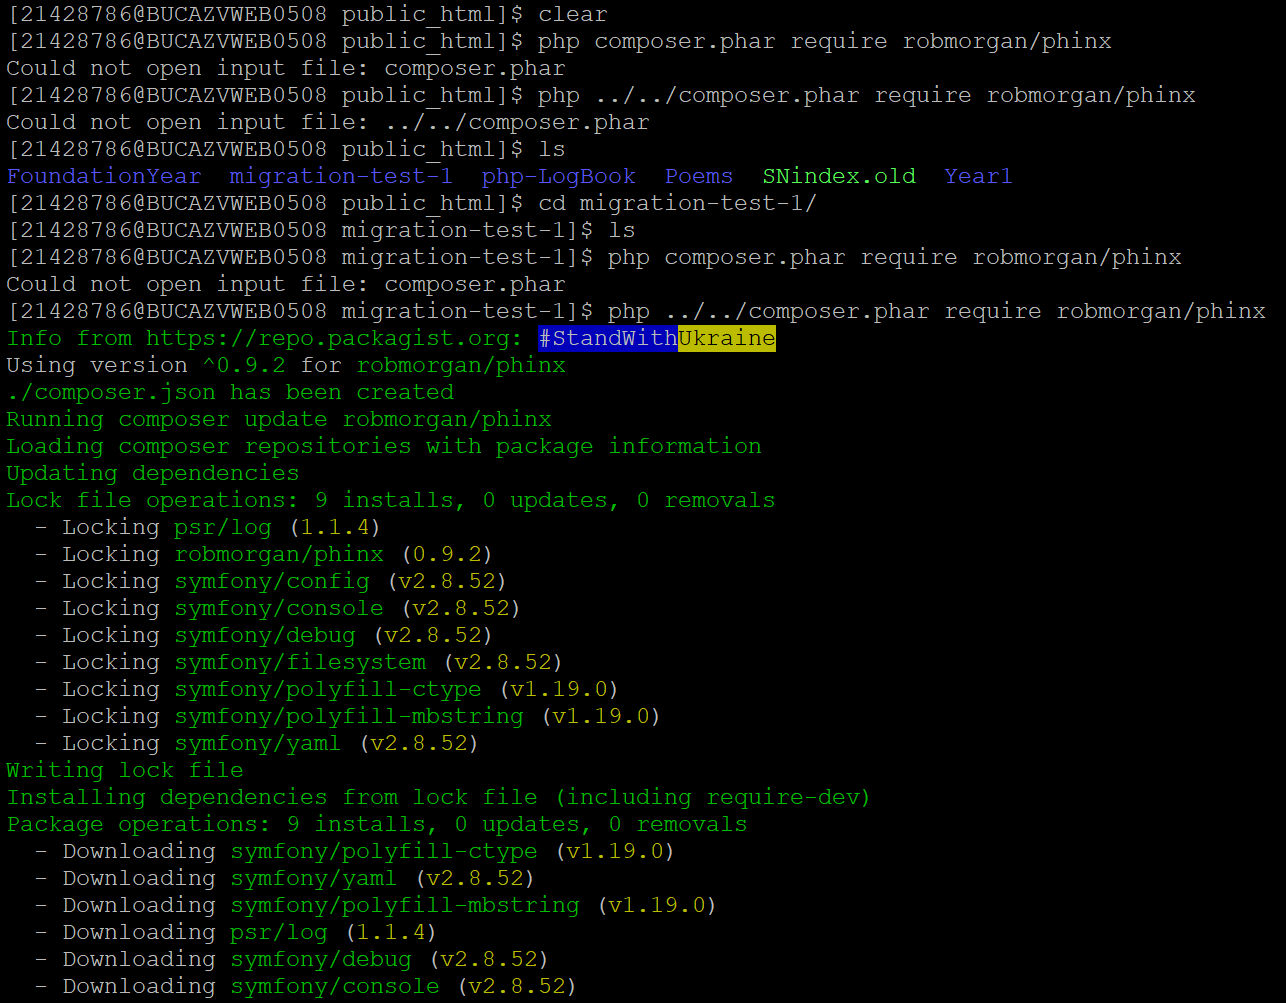 [21428786@BUCAZVWEB0508 public_html]$ clear
[21428786@BUCAZVWEB0508 public_html]$ php composer.phar require robmorgan/phinx
Could not open input file: composer.phar
[21428786@BUCAZVWEB0508 public_html]$ php ../../composer.phar require robmorgan/phinx
Could not open input file: ../../composer.phar
[21428786@BUCAZVWEB0508 public_html]$ ls
FoundationYear  migration-test-1  php-LogBook  Poems  SNindex.old  Year1
[21428786@BUCAZVWEB0508 public_html]$ cd migration-test-1/
[21428786@BUCAZVWEB0508 migration-test-1]$ ls
[21428786@BUCAZVWEB0508 migration-test-1]$ php composer.phar require robmorgan/phinx
Could not open input file: composer.phar
[21428786@BUCAZVWEB0508 migration-test-1]$ php ../../composer.phar require robmorgan/phinx
Info from https://repo.packagist.org: #StandWithUkraine
Using version ^0.9.2 for robmorgan/phinx
./composer.json has been created
Running composer update robmorgan/phinx
Loading composer repositories with package information
Updating dependencies
Lock file operations: 9 installs, 0 updates, 0 removals
  - Locking psr/log (1.1.4)
  - Locking robmorgan/phinx (0.9.2)
  - Locking symfony/config (v2.8.52)
  - Locking symfony/console (v2.8.52)
  - Locking symfony/debug (v2.8.52)
  - Locking symfony/filesystem (v2.8.52)
  - Locking symfony/polyfill-ctype (v1.19.0)
  - Locking symfony/polyfill-mbstring (v1.19.0)
  - Locking symfony/yaml (v2.8.52)
Writing lock file
Installing dependencies from lock file (including require-dev)
Package operations: 9 installs, 0 updates, 0 removals
  - Downloading symfony/polyfill-ctype (v1.19.0)
  - Downloading symfony/yaml (v2.8.52)
  - Downloading symfony/polyfill-mbstring (v1.19.0)
  - Downloading psr/log (1.1.4)
  - Downloading symfony/debug (v2.8.52)
  - Downloading symfony/console (v2.8.52)